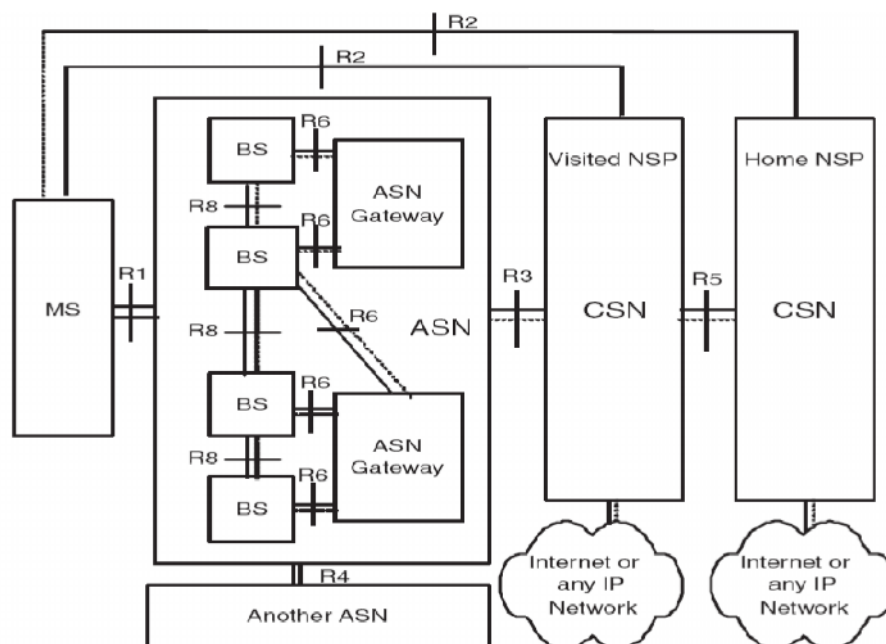 R2
R2
R6
BS
Visited NSP
Home NSP
ASN
Gateway
R8
R6
BS
R1
R3
R5
MS
R6
ASN
CSN
CSN
R8
R6
BS
ASN
Gateway
R8
R6
BS
Internet or
any IP
Network
Internet or
any IP
Network
R4
Another ASN